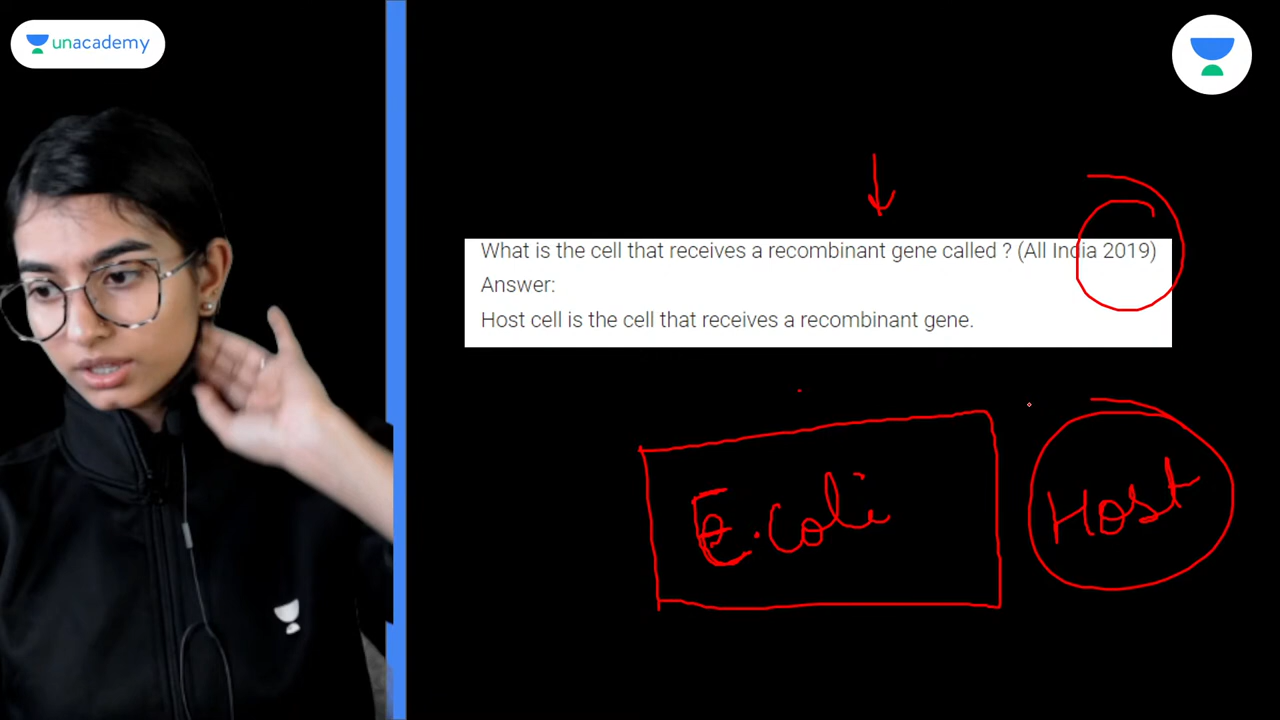 unacademy
What is the cell that receives a recombinant gene called ? (All India 2019)
Answer:
Host cell is the cell that receives a recombinant gene.
E.coli
Host